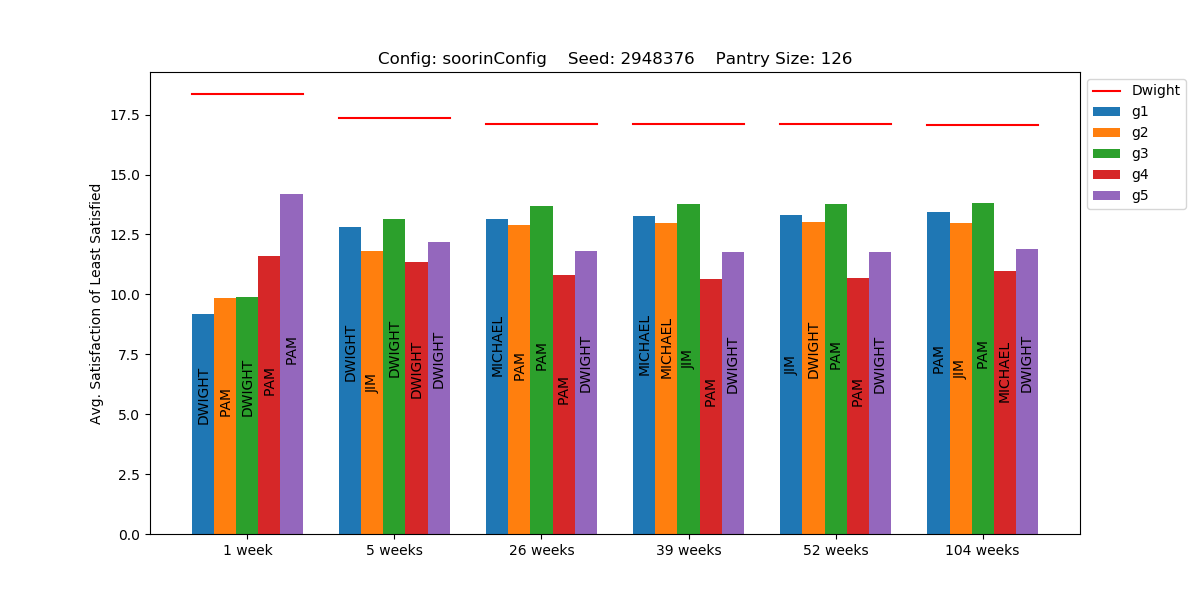 Config: soorinConfig    Seed: 2948376    Pantry Size: 126
Avg. Satisfaction of Least Satisfied
17.5
15.0
12.5
10.0
7.5
5.0
2.5
0.0
DWIGHT
PAM
DWIGHT
PAM
PAM
DWIGHT
JIM
DWIGHT
DWIGHT
DWIGHT
MICHAEL
PAM
PAM
PAM
DWIGHT
MICHAEL
MICHAEL
JIM
PAM
DWIGHT
JIM
DWIGHT
PAM
PAM
DWIGHT
PAM
JIM
PAM
MICHAEL
DWIGHT
1 week
5 weeks
26 weeks
39 weeks
52 weeks
104 weeks
Dwight
g1
g2
g3
g4
g5